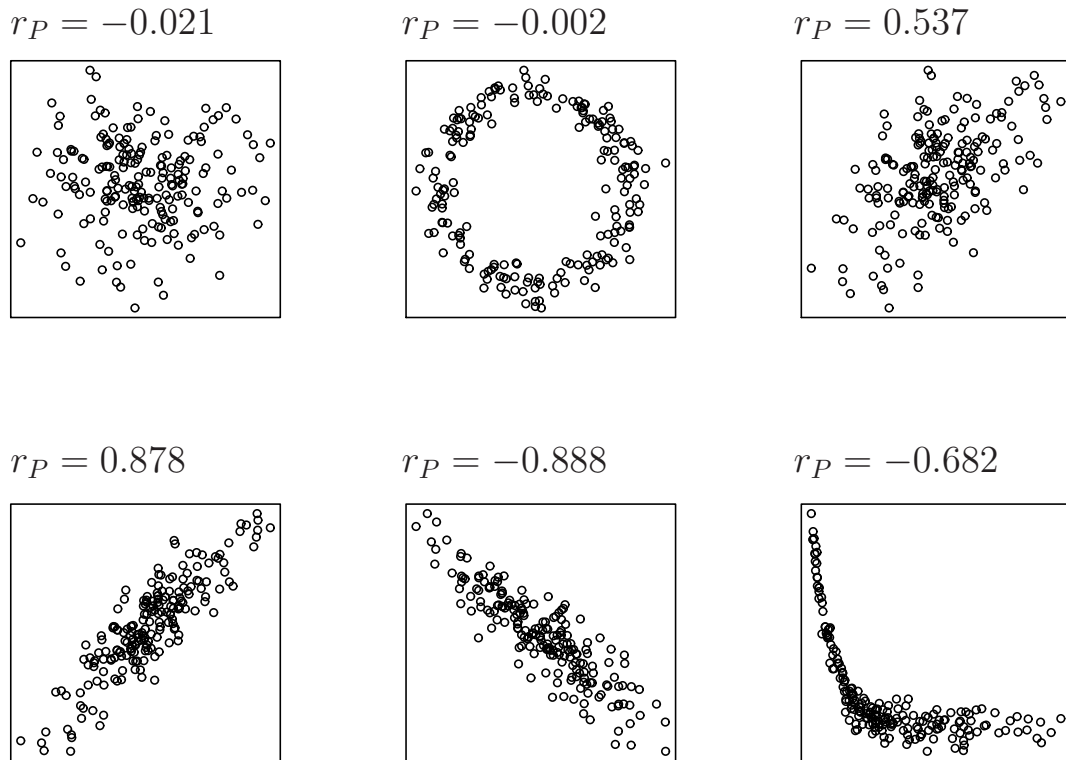 r_P = −0.021
r_P = −0.002
r_P = 0.537
r_P = 0.878
r_P = −0.888
r_P = −0.682